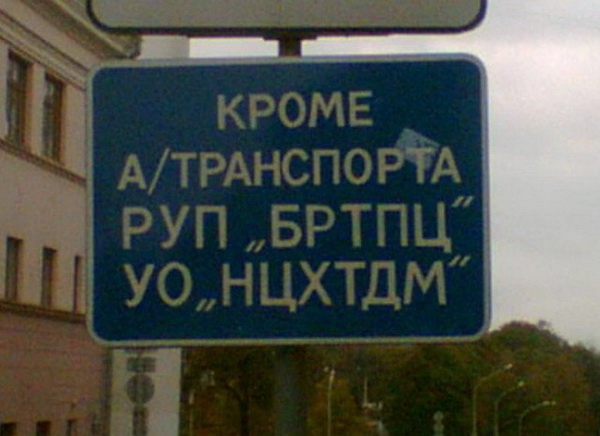 КРОМЕ
А/ТРАНСПОРТА
РУП „БРТПЦ“
УО „НЦХТДМ“